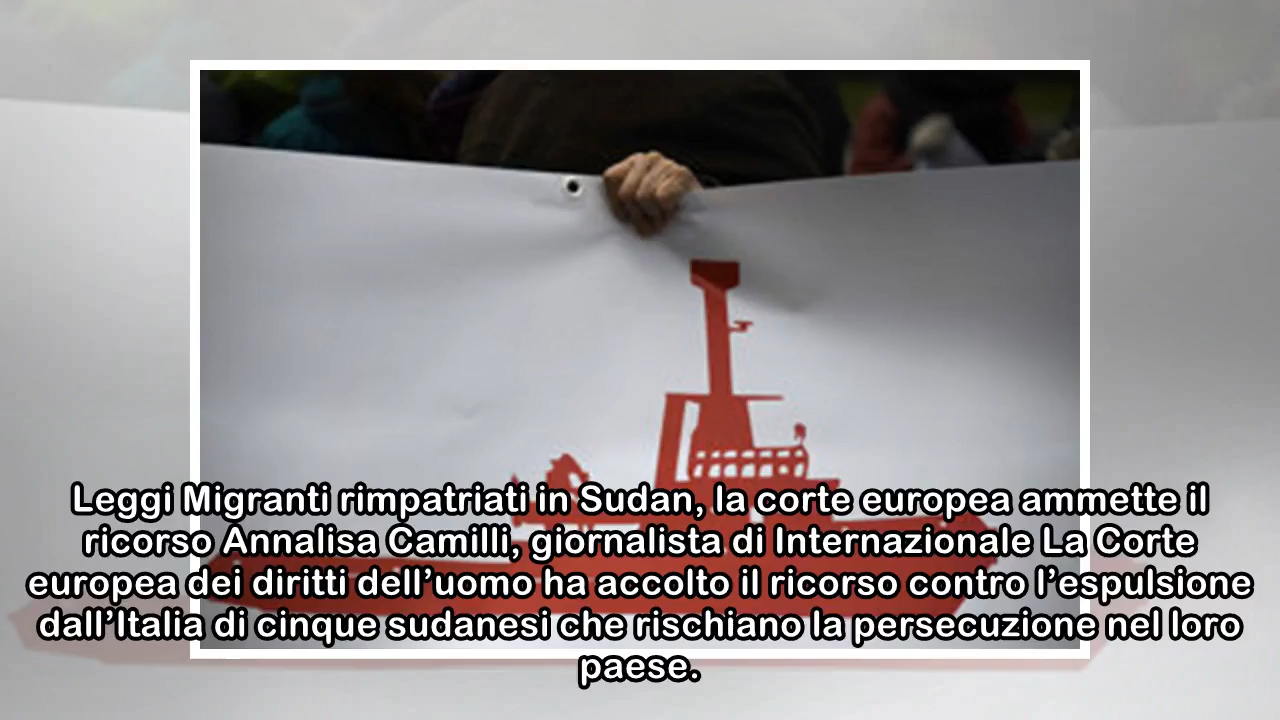 Leggi Migranti rimpatriati in Sudan, la corte europea ammette il
ricorso Annalisa Camilli, giornalista di Internazionale La Corte
europea dei diritti dell’uomo ha accolto il ricorso contro l’espulsione
dall’Italia di cinque sudanesi che rischiano la persecuzione nel loro
paese.